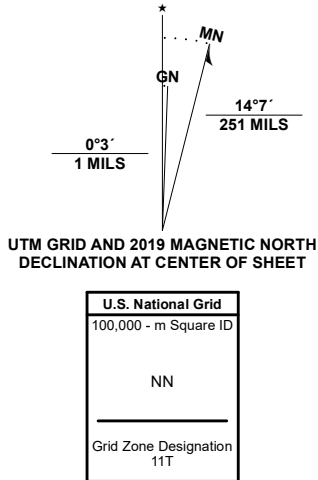 ★
MN
GN
14°7´
251 MILS
0°3´
1 MILS
UTM GRID AND 2019 MAGNETIC NORTH
DECLINATION AT CENTER OF SHEET
U.S. National Grid
100,000 - m Square ID
NN
Grid Zone Designation
11T